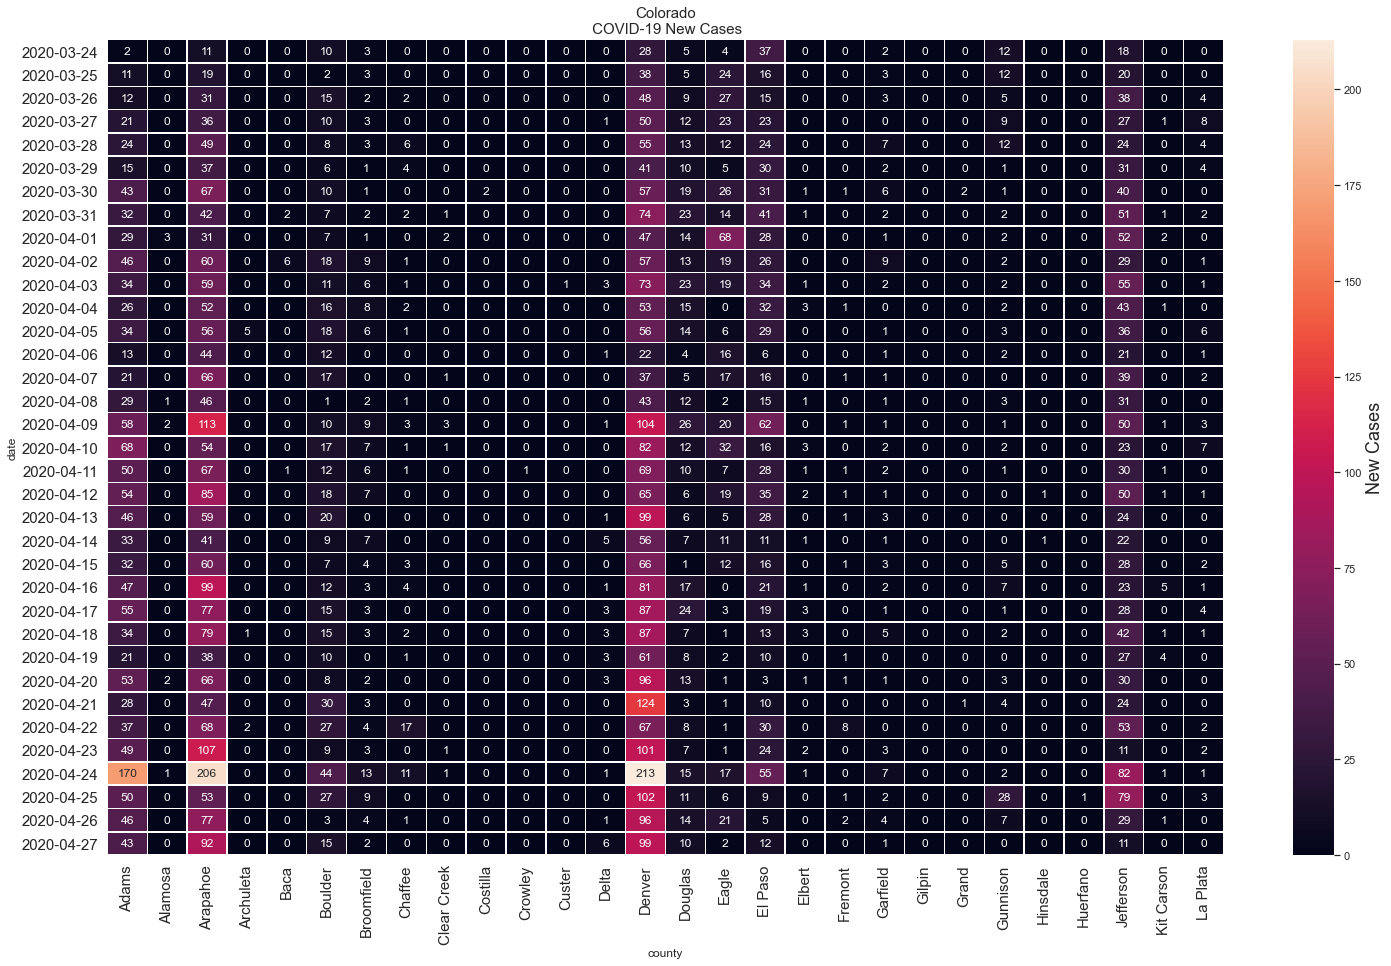 Colorado
COVID-19 New Cases
2020-03-24 2 0 11 0 0 10 3 0 0 0 0 0 0 28 5 4 37 0 0 2 0 0 12 0 0 18 0 0
2020-03-25 11 0 19 0 0 2 3 0 0 0 0 0 0 38 5 24 16 0 0 3 0 0 12 0 0 20 0 0
2020-03-26 12 0 31 0 0 15 2 2 0 0 0 0 0 48 9 27 15 0 0 3 0 0 5 0 0 38 0 4
2020-03-27 21 0 36 0 0 10 3 0 0 0 0 0 1 50 12 23 23 0 0 0 0 0 9 0 0 27 1 8
2020-03-28 24 0 49 0 0 8 3 6 0 0 0 0 0 55 13 12 24 0 0 7 0 0 12 0 0 24 0 4
2020-03-29 15 0 37 0 0 6 1 4 0 0 0 0 0 41 10 5 30 0 0 2 0 0 1 0 0 31 0 4
2020-03-30 43 0 67 0 0 10 1 0 0 2 0 0 0 57 19 26 31 1 1 6 0 2 1 0 0 40 0 0
2020-03-31 32 0 42 0 2 7 2 2 1 0 0 0 0 74 23 14 41 1 0 2 0 0 2 0 0 51 1 2
2020-04-01 29 3 31 0 0 7 1 0 2 0 0 0 0 47 14 68 28 0 0 1 0 0 2 0 0 52 2 0
2020-04-02 46 0 60 0 6 18 9 1 0 0 0 0 0 57 13 19 26 0 0 9 0 0 2 0 0 29 0 1
2020-04-03 34 0 59 0 0 11 6 1 0 0 0 1 3 73 23 19 34 1 0 2 0 0 2 0 0 55 0 1
2020-04-04 26 0 52 0 0 16 8 2 0 0 0 0 0 53 15 0 32 3 1 0 0 0 2 0 0 43 1 0
2020-04-05 34 0 56 5 0 18 6 1 0 0 0 0 0 56 14 6 29 0 0 1 0 0 3 0 0 36 0 6
2020-04-06 13 0 44 0 0 12 0 0 0 0 0 0 1 22 4 16 6 0 0 1 0 0 2 0 0 21 0 1
2020-04-07 21 0 66 0 0 17 0 0 1 0 0 0 0 37 5 17 16 0 1 1 0 0 0 0 0 39 0 2
2020-04-08 29 1 46 0 0 1 2 1 0 0 0 0 0 43 12 2 15 1 0 1 0 0 3 0 0 31 0 0
2020-04-09 58 2 113 0 0 10 9 3 3 0 0 0 1 104 26 20 62 0 1 1 0 0 1 0 0 50 1 3
2020-04-10 68 0 54 0 0 17 7 1 1 0 0 0 0 82 12 32 16 3 0 2 0 0 2 0 0 23 0 7
2020-04-11 50 0 67 0 1 12 6 1 0 0 1 0 0 69 10 7 28 1 1 2 0 0 1 0 0 30 1 0
2020-04-12 54 0 85 0 0 18 7 0 0 0 0 0 0 65 6 19 35 2 1 1 0 0 0 1 0 50 1 1
2020-04-13 46 0 59 0 0 20 0 0 0 0 0 0 1 99 6 5 28 0 1 3 0 0 0 0 0 24 0 0
2020-04-14 33 0 41 0 0 9 7 0 0 0 0 0 5 56 7 11 11 1 0 1 0 0 0 1 0 22 0 0
2020-04-15 32 0 60 0 0 7 4 3 0 0 0 0 0 66 1 12 16 0 1 3 0 0 5 0 0 28 0 2
2020-04-16 47 0 99 0 0 12 3 4 0 0 0 0 1 81 17 0 21 1 0 2 0 0 7 0 0 23 5 1
2020-04-17 55 0 77 0 0 15 3 0 0 0 0 0 3 87 24 3 19 3 0 1 0 0 1 0 0 28 0 4
2020-04-18 34 0 79 1 0 15 3 2 0 0 0 0 3 87 7 1 13 3 0 5 0 0 2 0 0 42 1 1
2020-04-19 21 0 38 0 0 10 0 1 0 0 0 0 3 61 8 2 10 0 1 0 0 0 0 0 0 27 4 0
2020-04-20 53 2 66 0 0 8 2 0 0 0 0 0 3 96 13 1 3 1 1 1 0 0 3 0 0 30 0 0
2020-04-21 28 0 47 0 0 30 3 0 0 0 0 0 0 124 3 1 10 0 0 0 0 1 4 0 0 24 0 0
2020-04-22 37 0 68 2 0 27 4 17 0 0 0 0 0 67 8 1 30 0 8 0 0 0 0 0 0 53 0 2
2020-04-23 49 0 107 0 0 9 3 0 1 0 0 0 0 101 7 1 24 2 0 3 0 0 0 0 0 11 0 2
2020-04-24 170 1 206 0 0 44 13 11 1 0 0 0 1 213 15 17 55 1 0 7 0 0 2 0 0 82 1 1
2020-04-25 50 0 53 0 0 27 9 0 0 0 0 0 0 102 11 6 9 0 1 2 0 0 28 0 1 79 0 3
2020-04-26 46 0 77 0 0 3 4 1 0 0 0 0 1 96 14 21 5 0 2 4 0 0 7 0 0 29 1 0
2020-04-27 43 0 92 0 0 15 2 0 0 0 0 0 6 99 10 2 12 0 0 1 0 0 0 0 0 11 0 0
date
Adams Alamosa Arapahoe Archuleta Baca Boulder Broomfield Chaffee Clear Creek Costilla Crowley Custer Delta Denver Douglas Eagle El Paso Elbert Fremont Garfield Gilpin Grand Gunnison Hinsdale Huerfano Jefferson Kit Carson La Plata
county
200
175
150
125
100
75
50
25
0
New Cases